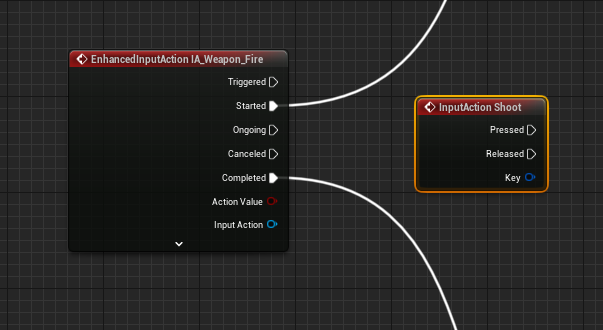 EnhancedInputAction IA_Weapon_Fire
Triggered
Started
Ongoing
Canceled
Completed
Action Value
Input Action
InputAction Shoot
Pressed
Released
Key